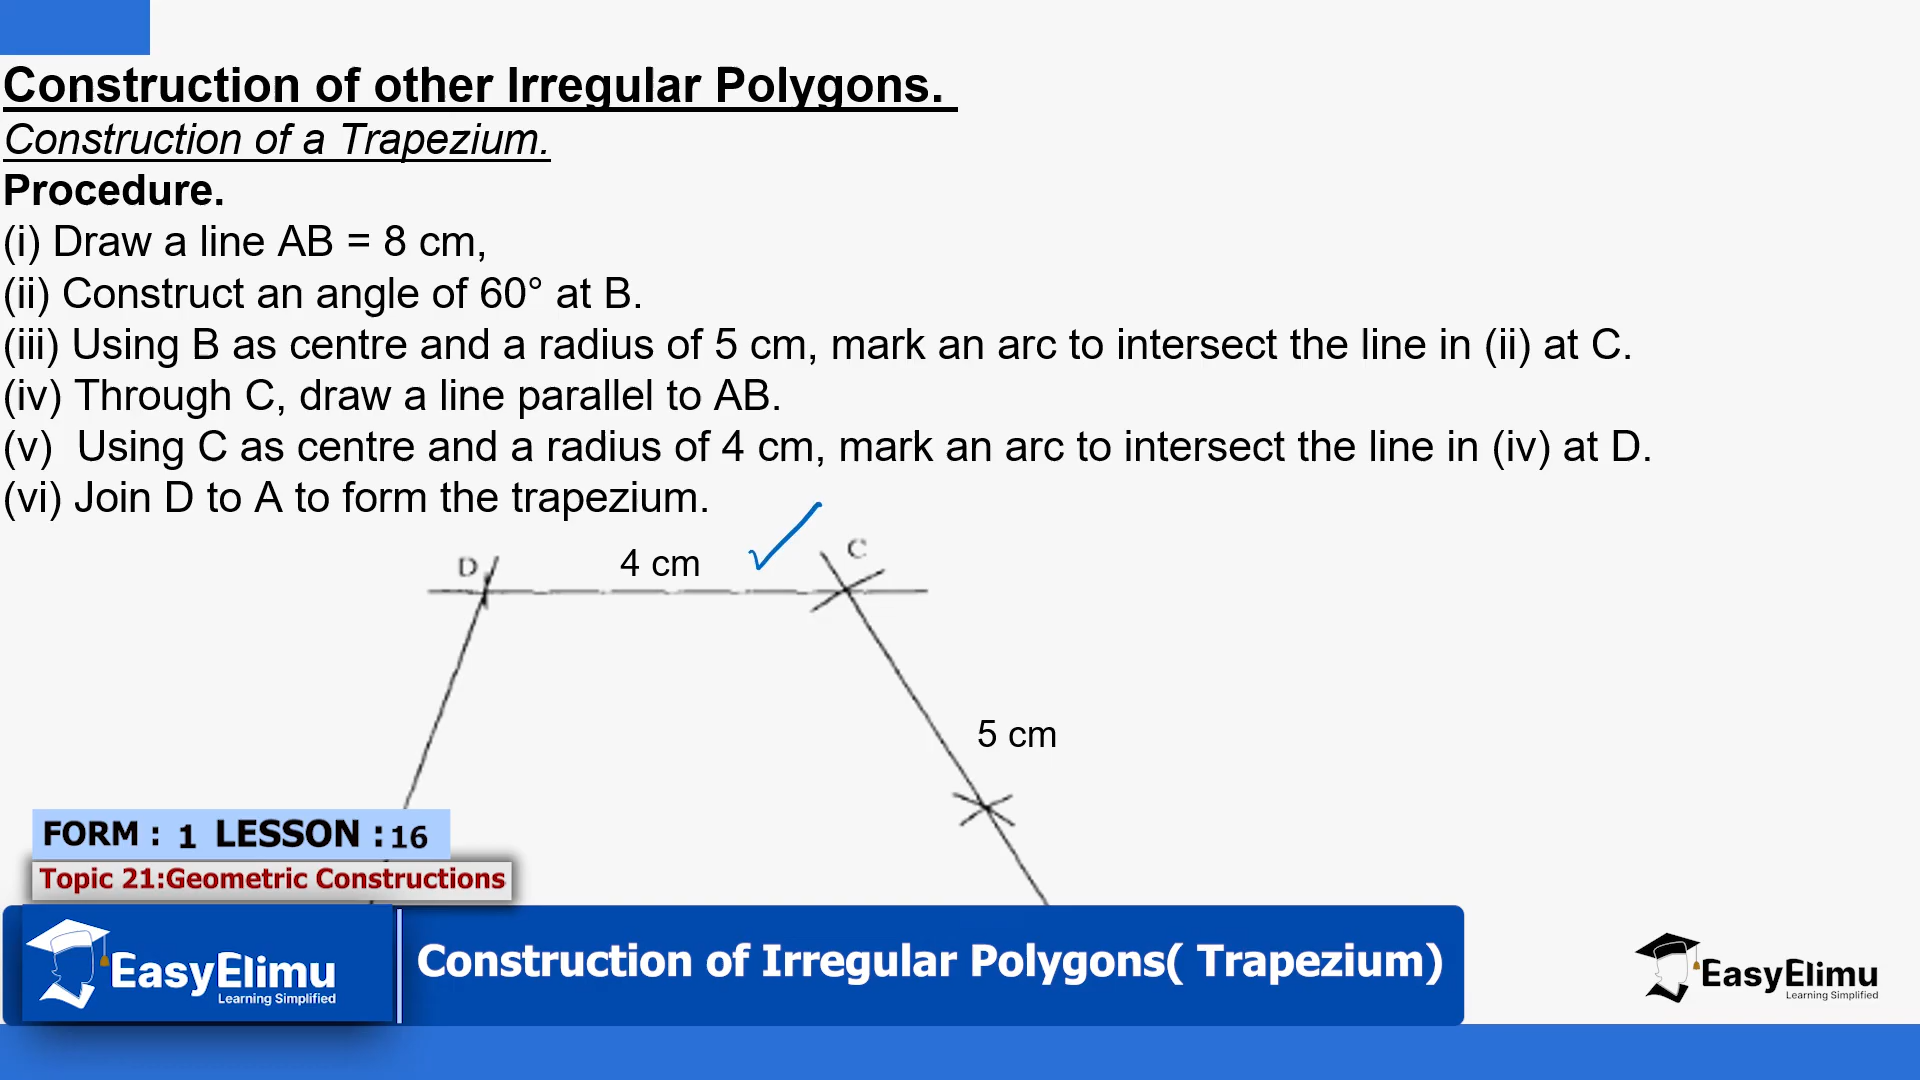 Construction of other Irregular Polygons.
Construction of a Trapezium.
Procedure.
(i) Draw a line AB = 8 cm,
(ii) Construct an angle of 60° at B.
(iii) Using B as centre and a radius of 5 cm, mark an arc to intersect the line in (ii) at C.
(iv) Through C, draw a line parallel to AB.
(v) Using C as centre and a radius of 4 cm, mark an arc to intersect the line in (iv) at D.
(vi) Join D to A to form the trapezium.
D 4 cm C
5 cm
FORM : 1 LESSON :16
Topic 21:Geometric Constructions
EasyElimu
Learning Simplified
Construction of Irregular Polygons( Trapezium)
EasyElimu
Learning Simplified